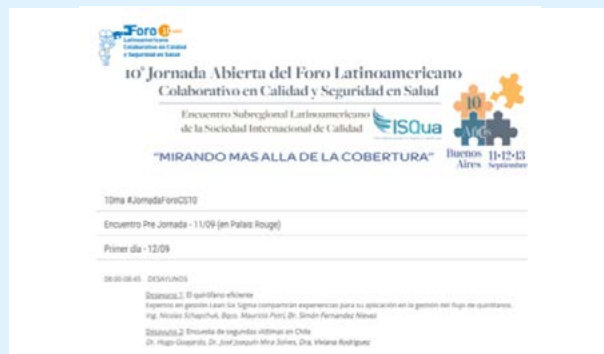 Foro 10
Latinoamericano
Colaborativo en Calidad
y Seguridad en Salud
10° Jornada Abierta del Foro Latinoamericano
Colaborativo en Calidad y Seguridad en Salud
Encuentro Subregional Latinoamericano
de la Sociedad Internacional de Calidad
ISQua
10
Años
"MIRANDO MAS ALLA DE LA COBERTURA"
Buenos Aires
11•12•13
Septiembre
10ma #JornadaForoCS10
Encuentro Pre Jornada - 11/09 (en Palais Rouge)
Primer día - 12/09
08:00-08:45 DESAYUNOS
Desayuno 1: El quirófano eficiente
Expertos en gestión Lean Six Sigma compartirán experiencias para su aplicación en la gestión del flujo de quirófanos.
Ing. Nicolas Schapchuk, Bqco. Mauricio Petri, Dr. Simón Fernandez Nievas
Desayuno 2: Encuesta de segundas víctimas en Chile
Dr. Hugo Guajardo, Dr. José Joaquín Mira Solves, Dra. Viviana Rodriguez